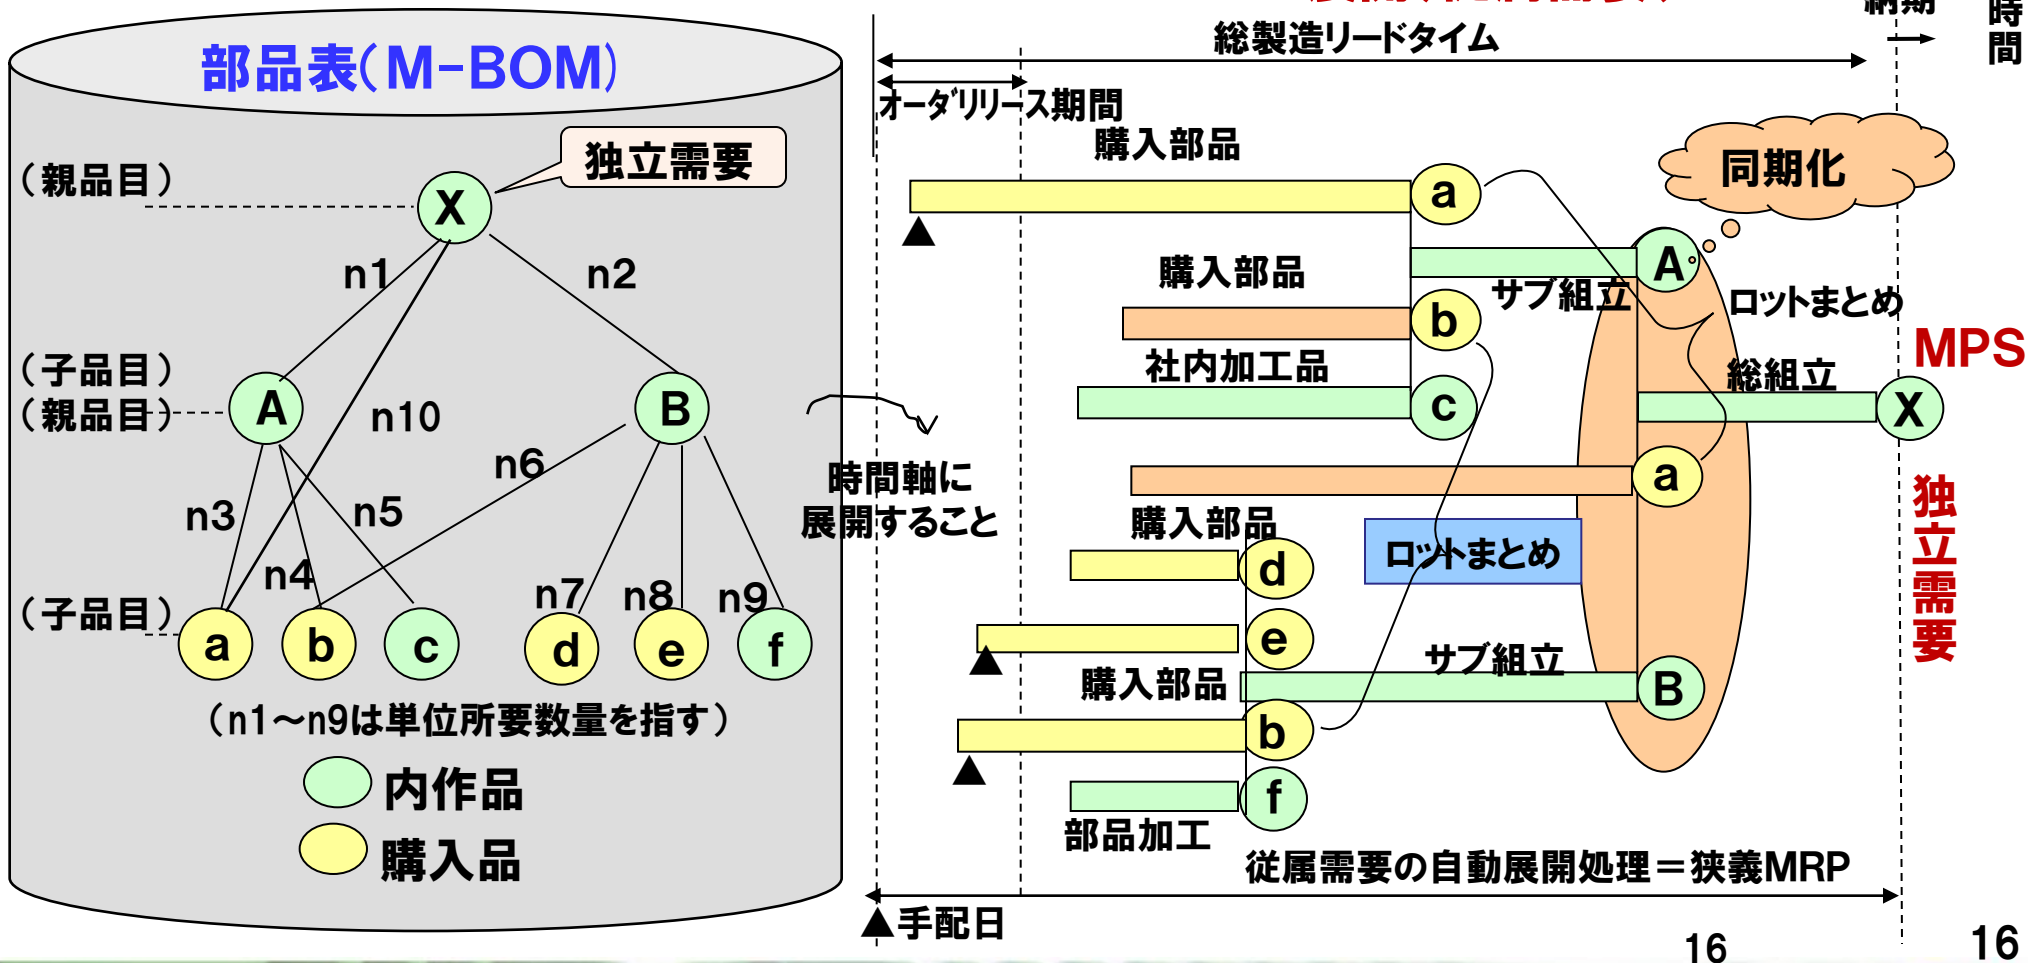 部品表(M-BOM)
独立需要
(親品目)
X
n1
n2
(子品目)
(親品目)
A
B
n10
n6
n3
n5
n4
n7
n8
n9
(子品目)
a
b
c
d
e
f
(n1～n9は単位所要数量を指す)
内作品
購入品
時間軸に
展開すること
納期
時間
総製造リードタイム
オーダリリース期間
購入部品
a
同期化
A
購入部品
サブ組立
ロットまとめ
b
MPS
社内加工品
総組立
c
X
a
購入部品
独立需要
ロットまとめ
d
e
サブ組立
購入部品
B
b
f
部品加工
従属需要の自動展開処理＝狭義MRP
▲手配日
16
16